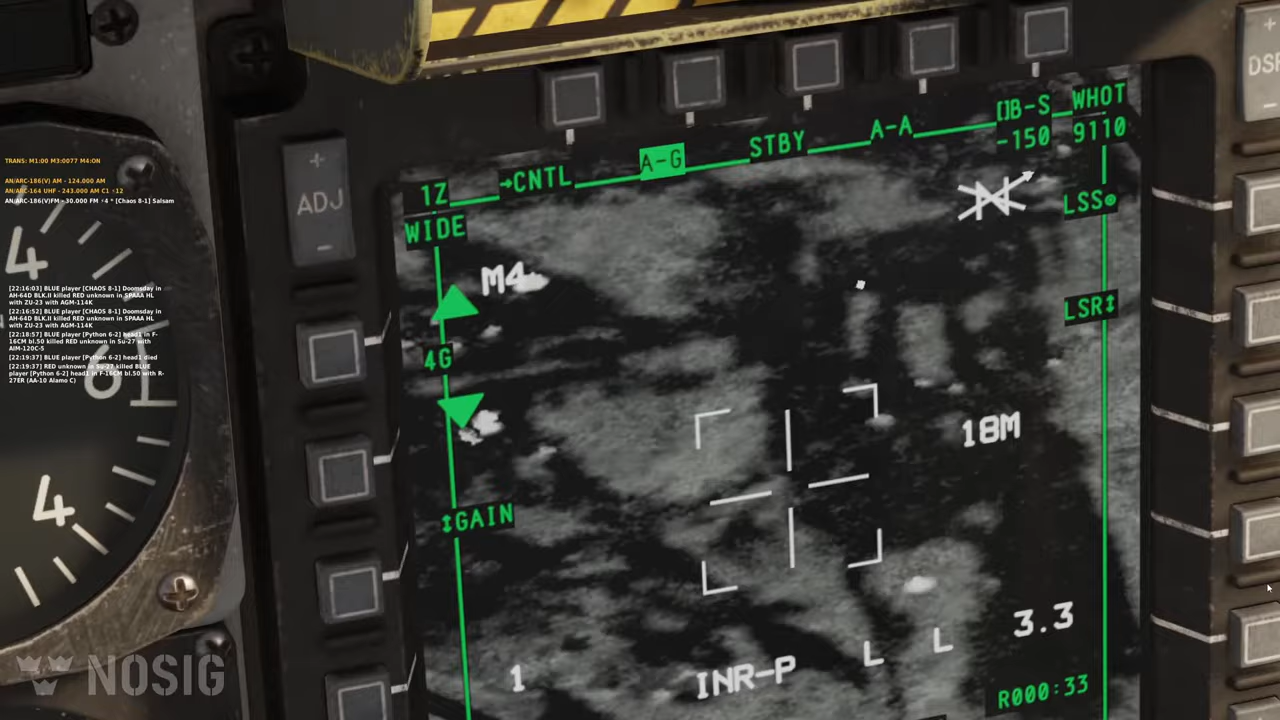 TRANS: M1:00 M3:0077 M4:ON
AN/ARC-186(V) AM - 124.000 AM
AN/ARC-164 UHF - 243.000 AM C1
AN/ARC-186(V)FM - 30.000 FM [Chaos 8-1] Salsam
[22:16:03] BLUE player [CHAOS 8-1] Doomsday in
AH-64D BLK.II killed RED unknown in SPAAA HL
with ZU-23 with AGM-114K
[22:16:52] BLUE player [CHAOS 8-1] Doomsday in
AH-64D BLK.II killed RED unknown in SPAAA HL
with ZU-23 with AGM-114K
[22:18:57] BLUE player [Python 6-2] head1 in F-
16CM bl.50 killed RED unknown in Su-27 with
AIM-120C-5
[22:19:37] BLUE player [Python 6-2] head1 died
[22:19:37] RED unknown in Su-27 killed BLUE
player [Python 6-2] head1 in F-16CM bl.50 with R-
27ER (AA-10 Alamo C)
4
6
4
+
ADJ
-
+
DSP
-
1Z
→CNTL
A-G
STBY
A-A
[]B-S
WHOT
-150
9110
WIDE
LSS
N
M4
4G
LSR↕
18M
↕GAIN
3.3
L L
INR-P
1
R000:33
NOSIG